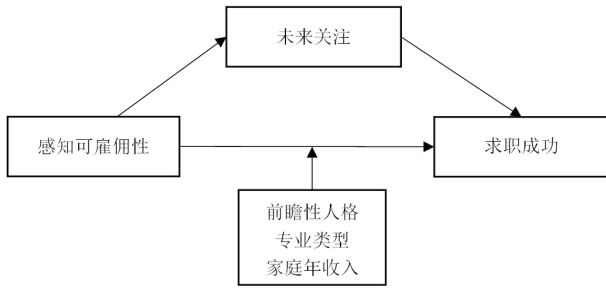 未来关注
感知可雇佣性
求职成功
前瞻性人格
专业类型
家庭年收入